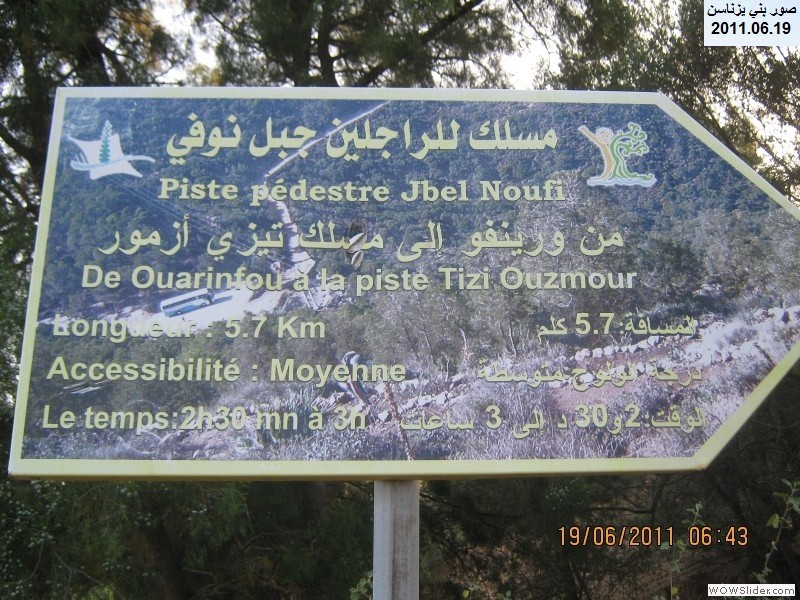 صور بني يزناسن
2011.06.19
مسلك للراجلين جبل نوفي
Piste pédestre Jbel Noufi
من ورينفو إلى مسلك تيزي أزمور
De Ouarinfou à la piste Tizi Ouzmour
Longueur : 5.7 Km
المسافة: 5.7 كلم
Accessibilité : Moyenne
درجة الولوج: متوسطة
Le temps:2h30 mn à 3h
الوقت: 2و30 د إلى 3 ساعات
19/06/2011 06:43
WOWSlider.com